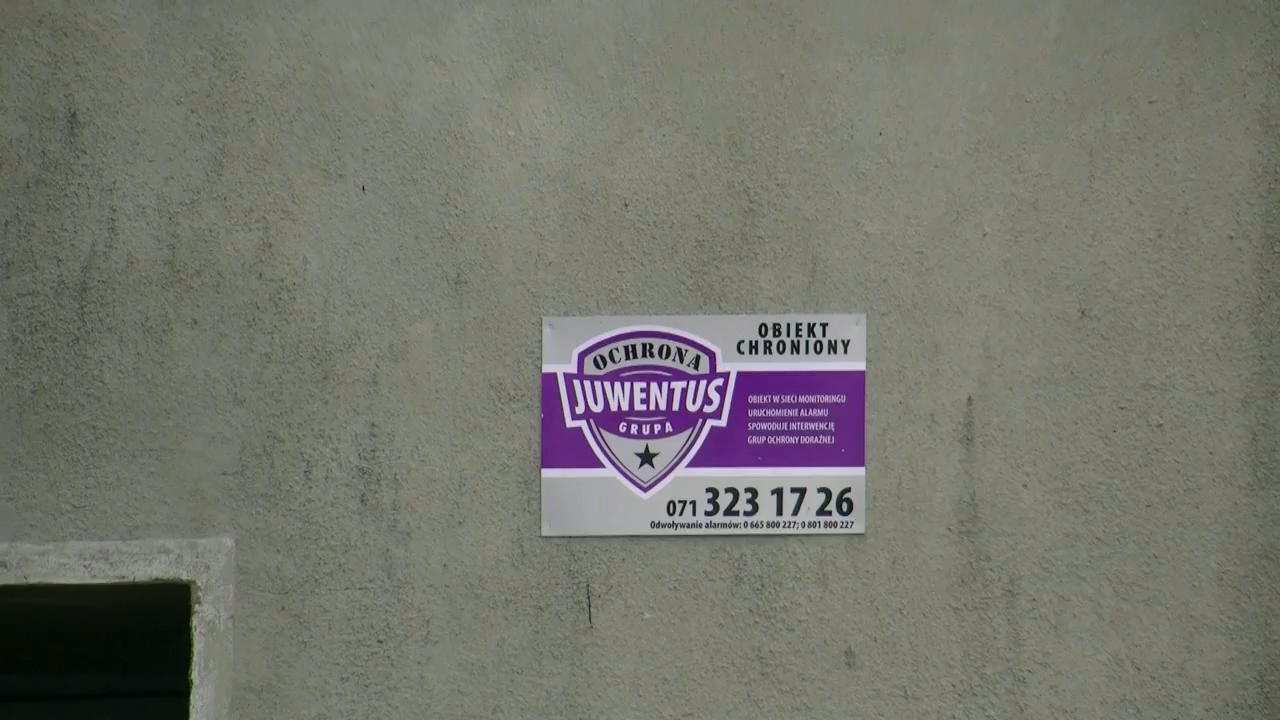 OCHRONA
JUWENTUS
GRUPA
OBIEKT
CHRONIONY
OBIEKT W SIECI MONITORINGU
URUCHOMIENIE ALARMU
SPOWODUJE INTERWENCJĘ
GRUP OCHRONY DORAŹNEJ
071 323 17 26
Odwoływanie alarmów: 0 665 800 227; 0 801 800 227